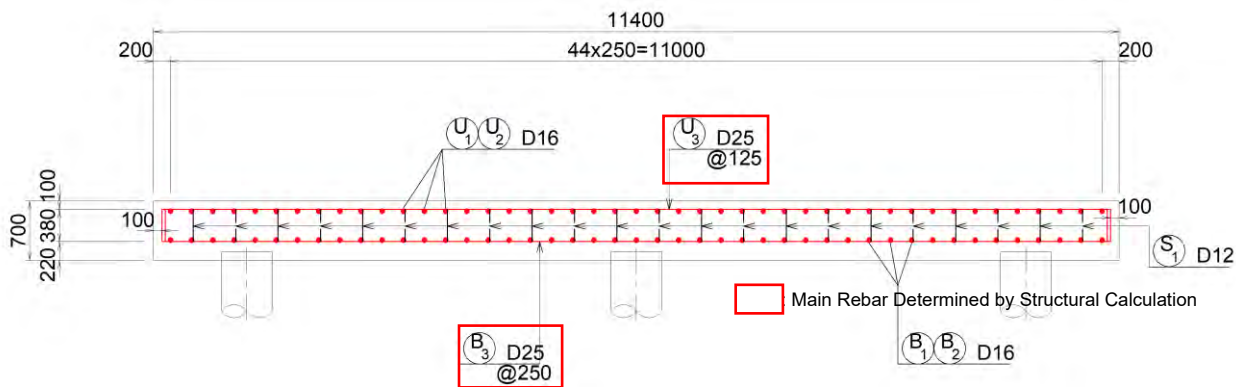 11400
200 44x250=11000 200
U1 U2 D16
U3 D25
@125
100
380
220
700
100
100
S1 D12
Main Rebar Determined by Structural Calculation
B3 D25
@250
B1 B2 D16